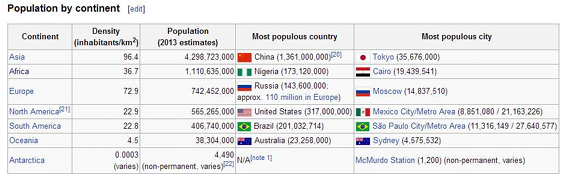 Population by continent [edit]
Continent Density (inhabitants/km2) Population (2013 estimates) Most populous country Most populous city
Asia 96.4 4,298,723,000 China (1,361,000,000)[20] Tokyo (35,676,000)
Africa 36.7 1,110,635,000 Nigeria (173,120,000) Cairo (19,439,541)
Europe 72.9 742,452,000 Russia (143,600,000;
approx. 110 million in Europe) Moscow (14,837,510)
North America[21] 22.9 565,265,000 United States (317,000,000) Mexico City/Metro Area (8,851,080 / 21,163,226)
South America 22.8 406,740,000 Brazil (201,032,714) São Paulo City/Metro Area (11,316,149 / 27,640,577)
Oceania 4.5 38,304,000 Australia (23,258,000) Sydney (4,575,532)
Antarctica 0.0003
(varies) 4,490
(non-permanent, varies)[22] N/A[note 1] McMurdo Station (1,200) (non-permanent, varies)